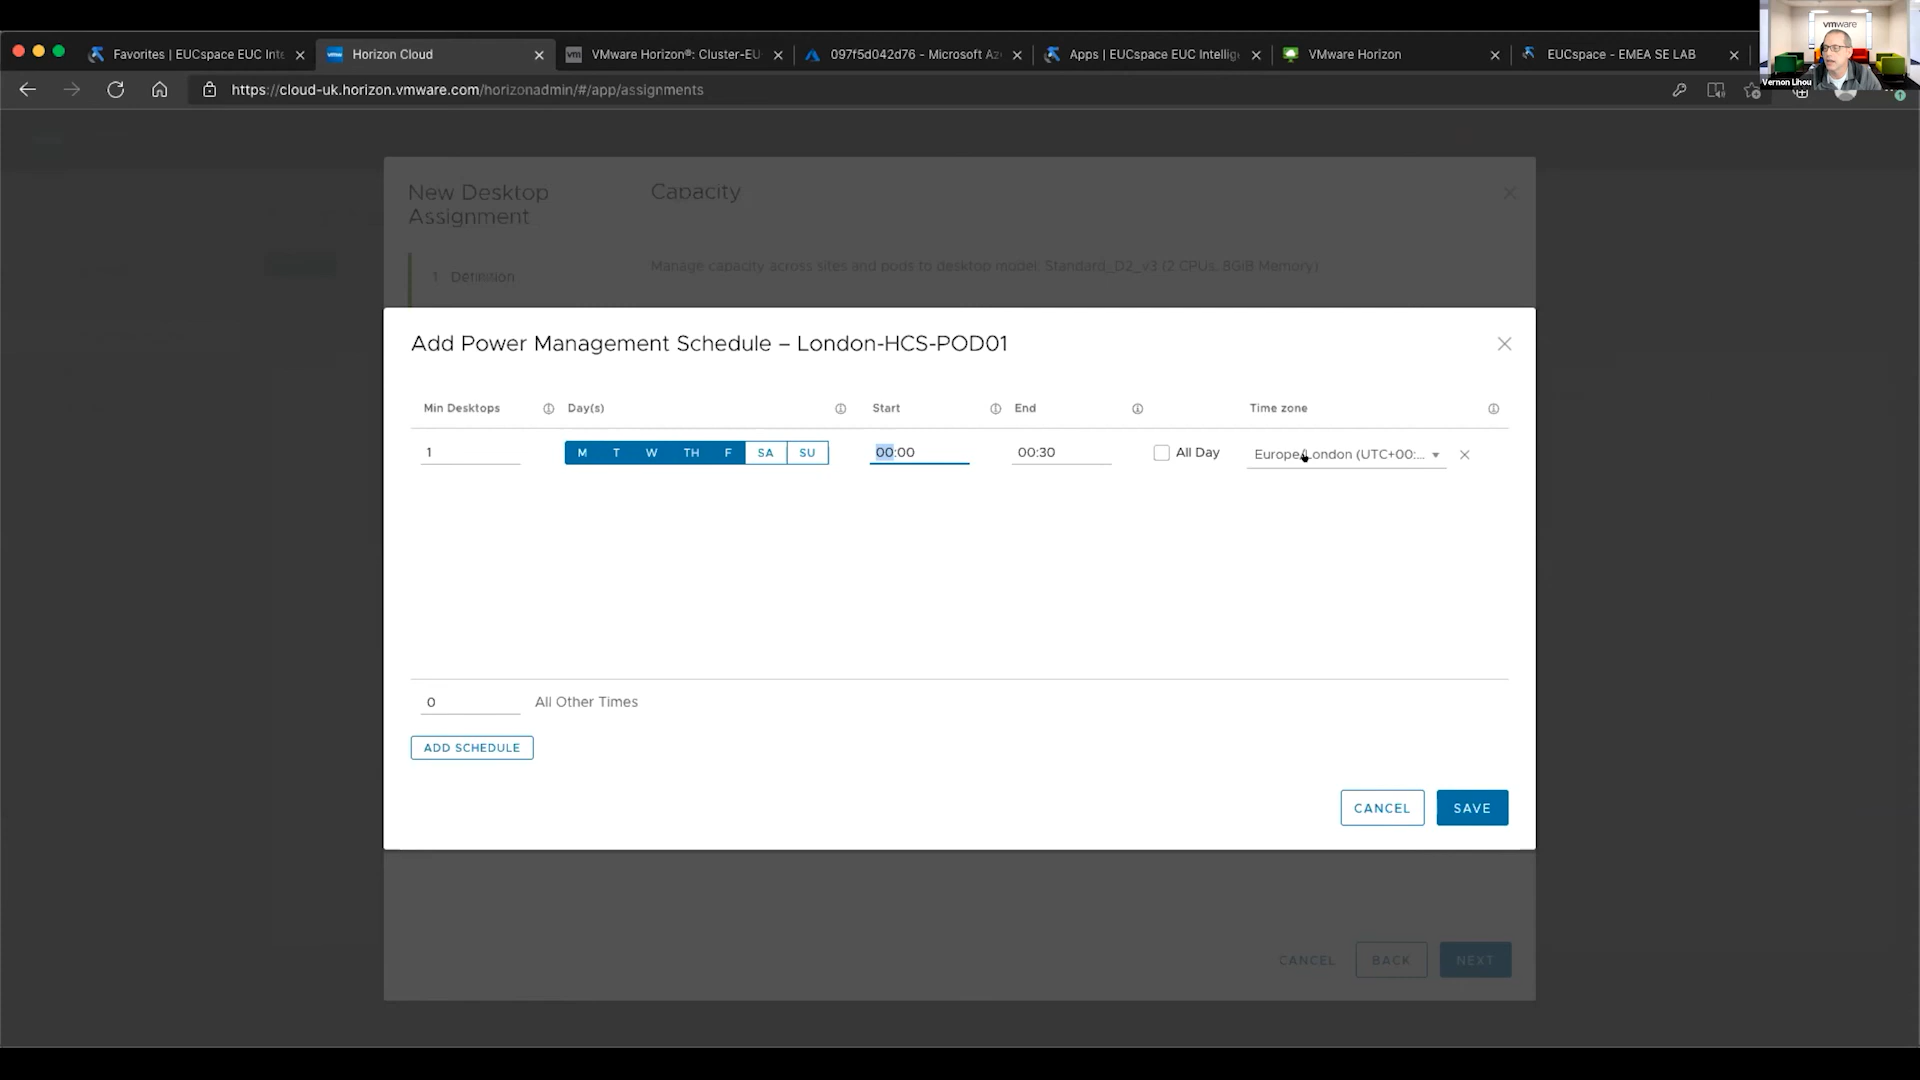 vmware
Vernon Lihou
Favorites | EUCspace EUC Inte
Horizon Cloud
VMware Horizon®: Cluster-EU
097f5d042d76 - Microsoft Az
Apps | EUCspace EUC Intellig
VMware Horizon
EUCspace - EMEA SE LAB
https://cloud-uk.horizon.vmware.com/horizonadmin/#/app/assignments
New Desktop
Assignment
Capacity
1 Definition
Manage capacity across sites and pods to desktop model: Standard_D2_v3 (2 CPUs, 8GiB Memory)
Add Power Management Schedule – London-HCS-POD01
Min Desktops Day(s) Start End Time zone
1 M T W TH F SA SU 00:00 00:30 All Day Europe/London (UTC+00:...
0 All Other Times
ADD SCHEDULE
CANCEL SAVE
CANCEL BACK NEXT